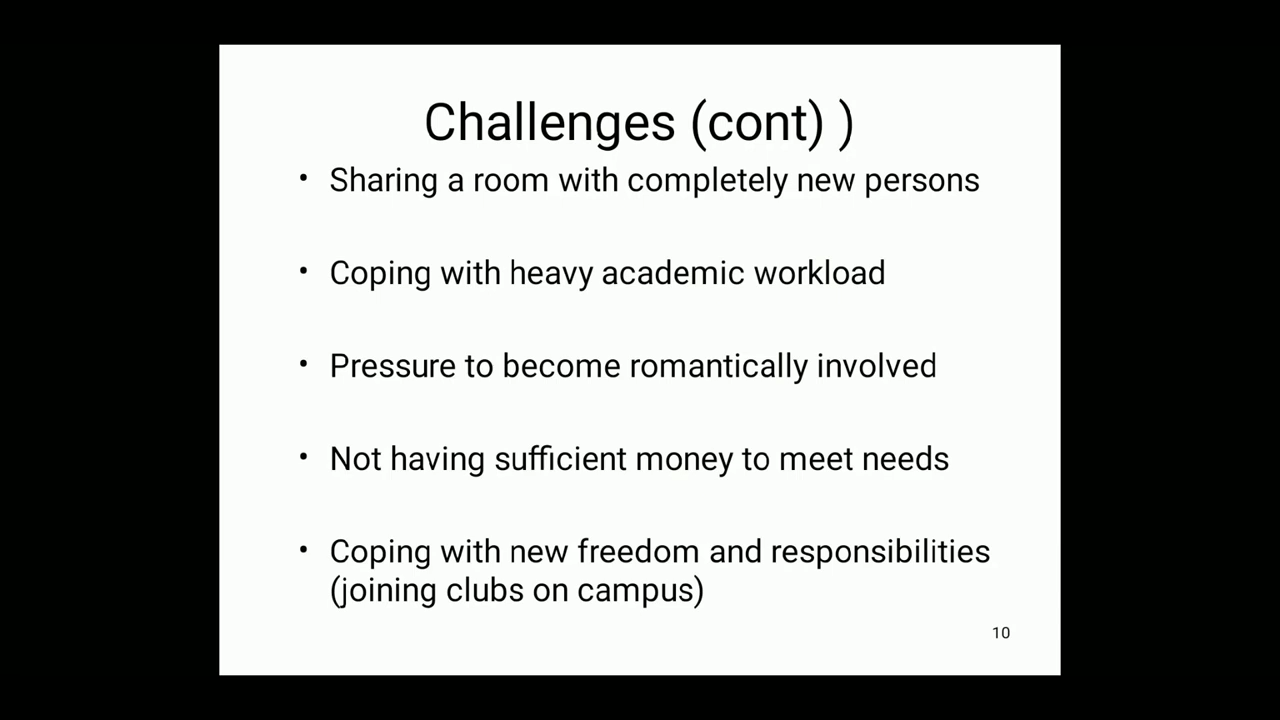 Challenges (cont) )
• Sharing a room with completely new persons
• Coping with heavy academic workload
• Pressure to become romantically involved
• Not having sufficient money to meet needs
• Coping with new freedom and responsibilities
(joining clubs on campus)
10